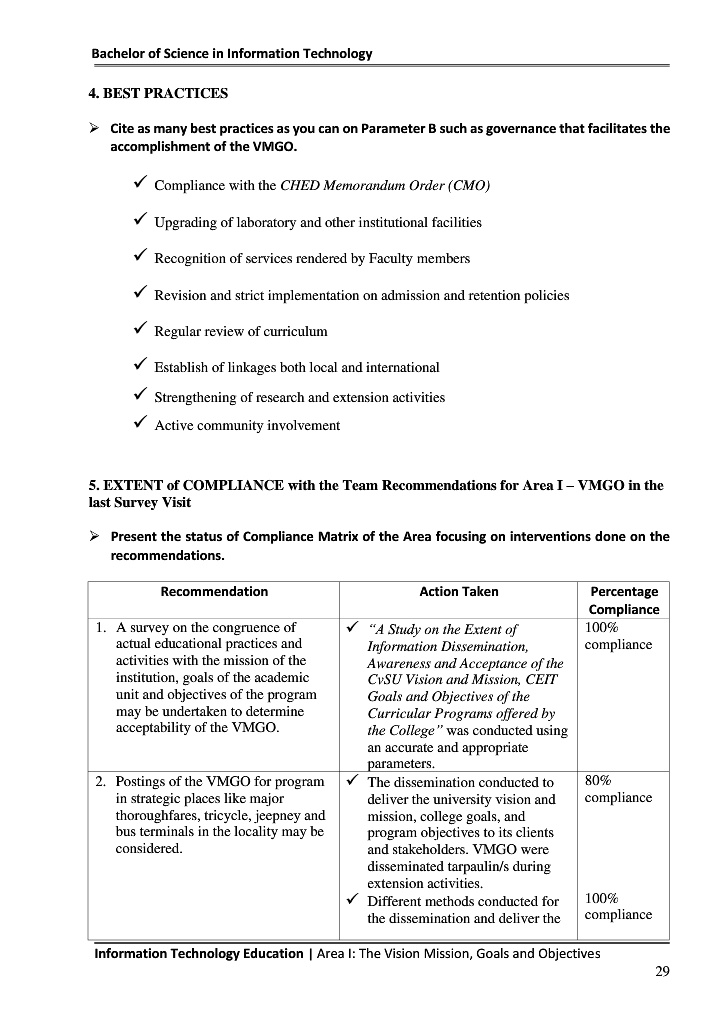 Bachelor of Science in Information Technology
4. BEST PRACTICES
➢ Cite as many best practices as you can on Parameter B such as governance that facilitates the
accomplishment of the VMGO.
✓ Compliance with the CHED Memorandum Order (CMO)
✓ Upgrading of laboratory and other institutional facilities
✓ Recognition of services rendered by Faculty members
✓ Revision and strict implementation on admission and retention policies
✓ Regular review of curriculum
✓ Establish of linkages both local and international
✓ Strengthening of research and extension activities
✓ Active community involvement
5. EXTENT of COMPLIANCE with the Team Recommendations for Area I – VMGO in the
last Survey Visit
➢ Present the status of Compliance Matrix of the Area focusing on interventions done on the
recommendations.
Recommendation
Action Taken
Percentage
Compliance
1. A survey on the congruence of
actual educational practices and
activities with the mission of the
institution, goals of the academic
unit and objectives of the program
may be undertaken to determine
acceptability of the VMGO.
✓ “A Study on the Extent of
Information Dissemination,
Awareness and Acceptance of the
CvSU Vision and Mission, CEIT
Goals and Objectives of the
Curricular Programs offered by
the College” was conducted using
an accurate and appropriate
parameters.
100%
compliance
2. Postings of the VMGO for program
in strategic places like major
thoroughfares, tricycle, jeepney and
bus terminals in the locality may be
considered.
✓ The dissemination conducted to
deliver the university vision and
mission, college goals, and
program objectives to its clients
and stakeholders. VMGO were
disseminated tarpaulin/s during
extension activities.
80%
compliance
✓ Different methods conducted for
the dissemination and deliver the
100%
compliance
Information Technology Education | Area I: The Vision Mission, Goals and Objectives
29